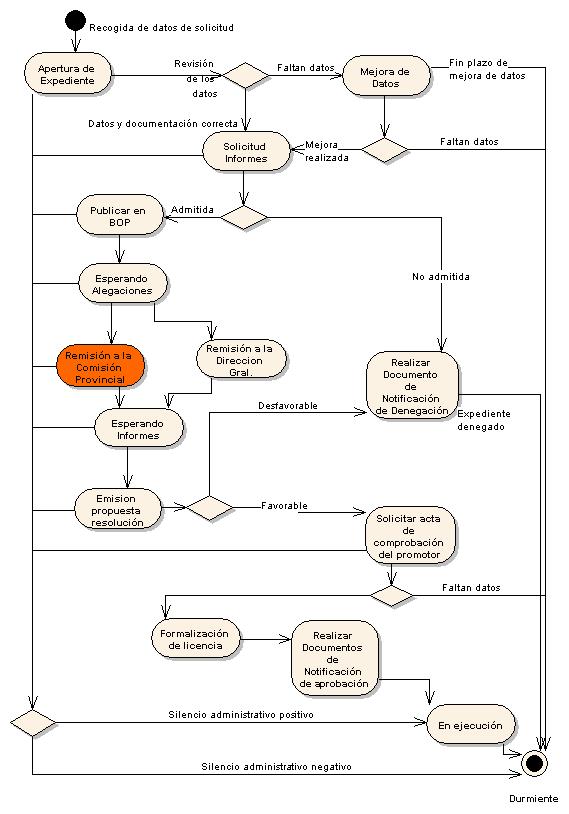 Recogida de datos de solicitud
Apertura de
Expediente
Revisión
de los
datos
Faltan datos
Mejora de
Datos
Fin plazo de
mejora de datos
Datos y documentación correcta
Solicitud
Informes
Mejora
realizada
Faltan datos
Publicar en
BOP
Admitida
No admitida
Esperando
Alegaciones
Remisión a la
Comisión
Provincial
Remisión a la
Direccion
Gral.
Realizar
Documento
de
Notificación
de Denegación
Esperando
Informes
Desfavorable
Expediente
denegado
Emision
propuesta
resolución
Favorable
Solicitar acta
de
comprobación
del promotor
Faltan datos
Formalización
de licencia
Realizar
Documentos
de
Notificación
de aprobación
Silencio administrativo positivo
En ejecución
Silencio administrativo negativo
Durmiente